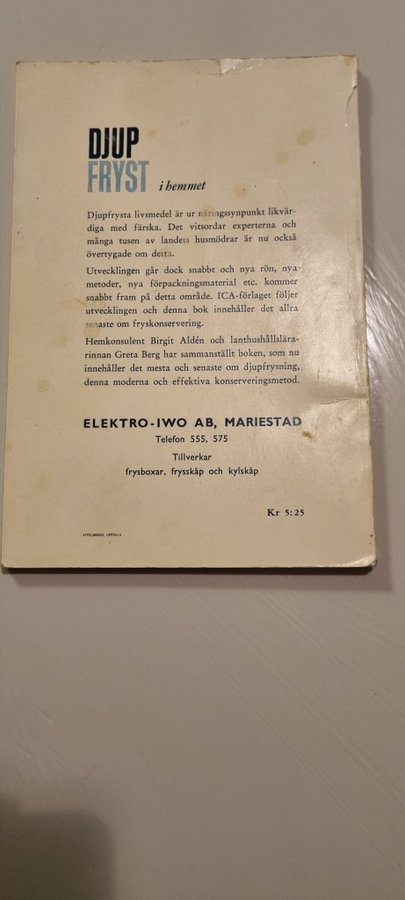 DJUP
FRYST i hemmet
Djupfrysta livsmedel är ur näringssynpunkt likvär-
diga med färska. Det vitsordar experterna och
många tusen av landets husmödrar är nu också
övertygade om detta.
Utvecklingen går dock snabbt och nya rön, nya
metoder, nya förpackningsmaterial etc. kommer
snabbt fram på detta område. ICA-förlaget följer
utvecklingen och denna bok innehåller det allra
senaste om fryskonservering.
Hemkonsulent Birgit Aldén och lanthushållslära-
rinnan Greta Berg har sammanställt boken, som nu
innehåller det mesta och senaste om djupfrysning,
denna moderna och effektiva konserveringsmetod.
ELEKTRO-IWO AB, MARIESTAD
Telefon 555, 575
Tillverkar
frysboxar, frysskåp och kylskåp
Kr 5:25